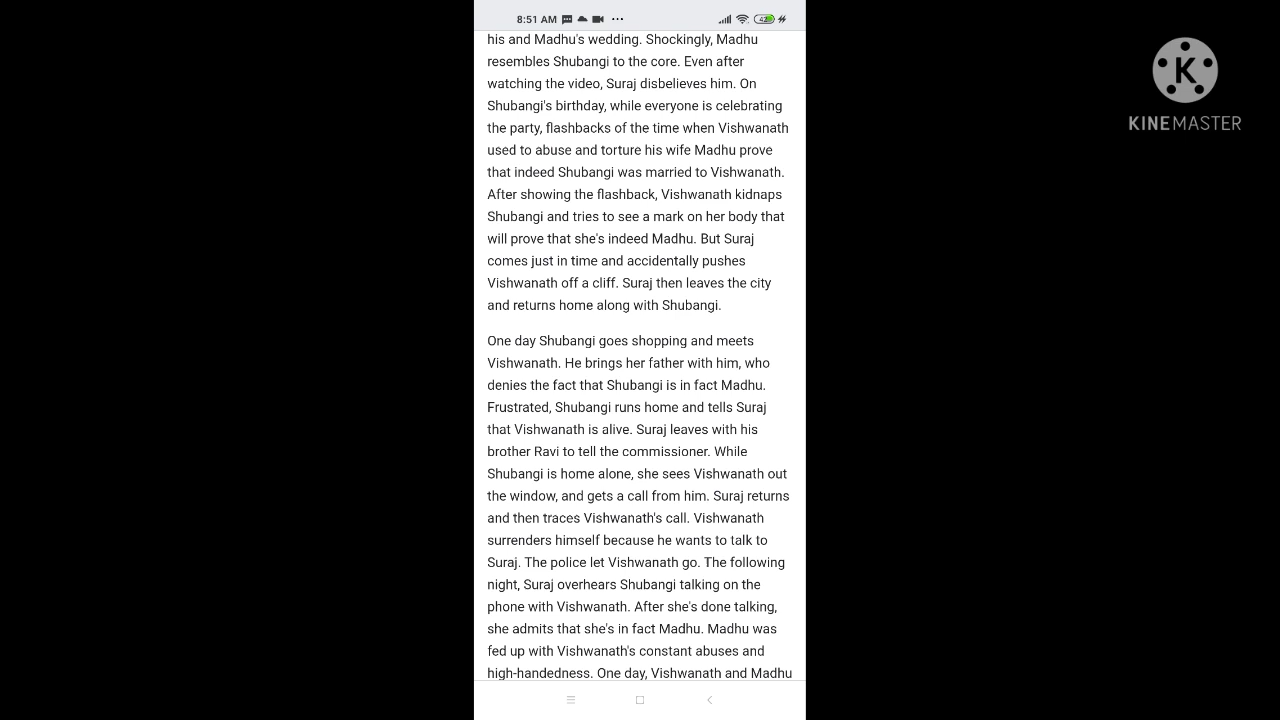 8:51 AM
42
his and Madhu's wedding. Shockingly, Madhu
resembles Shubangi to the core. Even after
watching the video, Suraj disbelieves him. On
Shubangi's birthday, while everyone is celebrating
the party, flashbacks of the time when Vishwanath
used to abuse and torture his wife Madhu prove
that indeed Shubangi was married to Vishwanath.
After showing the flashback, Vishwanath kidnaps
Shubangi and tries to see a mark on her body that
will prove that she's indeed Madhu. But Suraj
comes just in time and accidentally pushes
Vishwanath off a cliff. Suraj then leaves the city
and returns home along with Shubangi.
One day Shubangi goes shopping and meets
Vishwanath. He brings her father with him, who
denies the fact that Shubangi is in fact Madhu.
Frustrated, Shubangi runs home and tells Suraj
that Vishwanath is alive. Suraj leaves with his
brother Ravi to tell the commissioner. While
Shubangi is home alone, she sees Vishwanath out
the window, and gets a call from him. Suraj returns
and then traces Vishwanath's call. Vishwanath
surrenders himself because he wants to talk to
Suraj. The police let Vishwanath go. The following
night, Suraj overhears Shubangi talking on the
phone with Vishwanath. After she's done talking,
she admits that she's in fact Madhu. Madhu was
fed up with Vishwanath's constant abuses and
high-handedness. One day, Vishwanath and Madhu
K
KINEMASTER